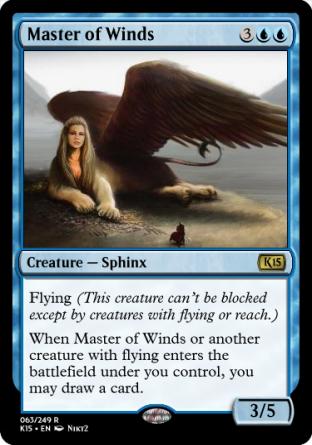 Master of Winds 3
K15
Creature — Sphinx
Flying (This creature can't be blocked
except by creatures with flying or reach.)
When Master of Winds or another
creature with flying enters the
battlefield under you control, you
may draw a card.
3/5
063/249 R
K15 • EN Nikt2